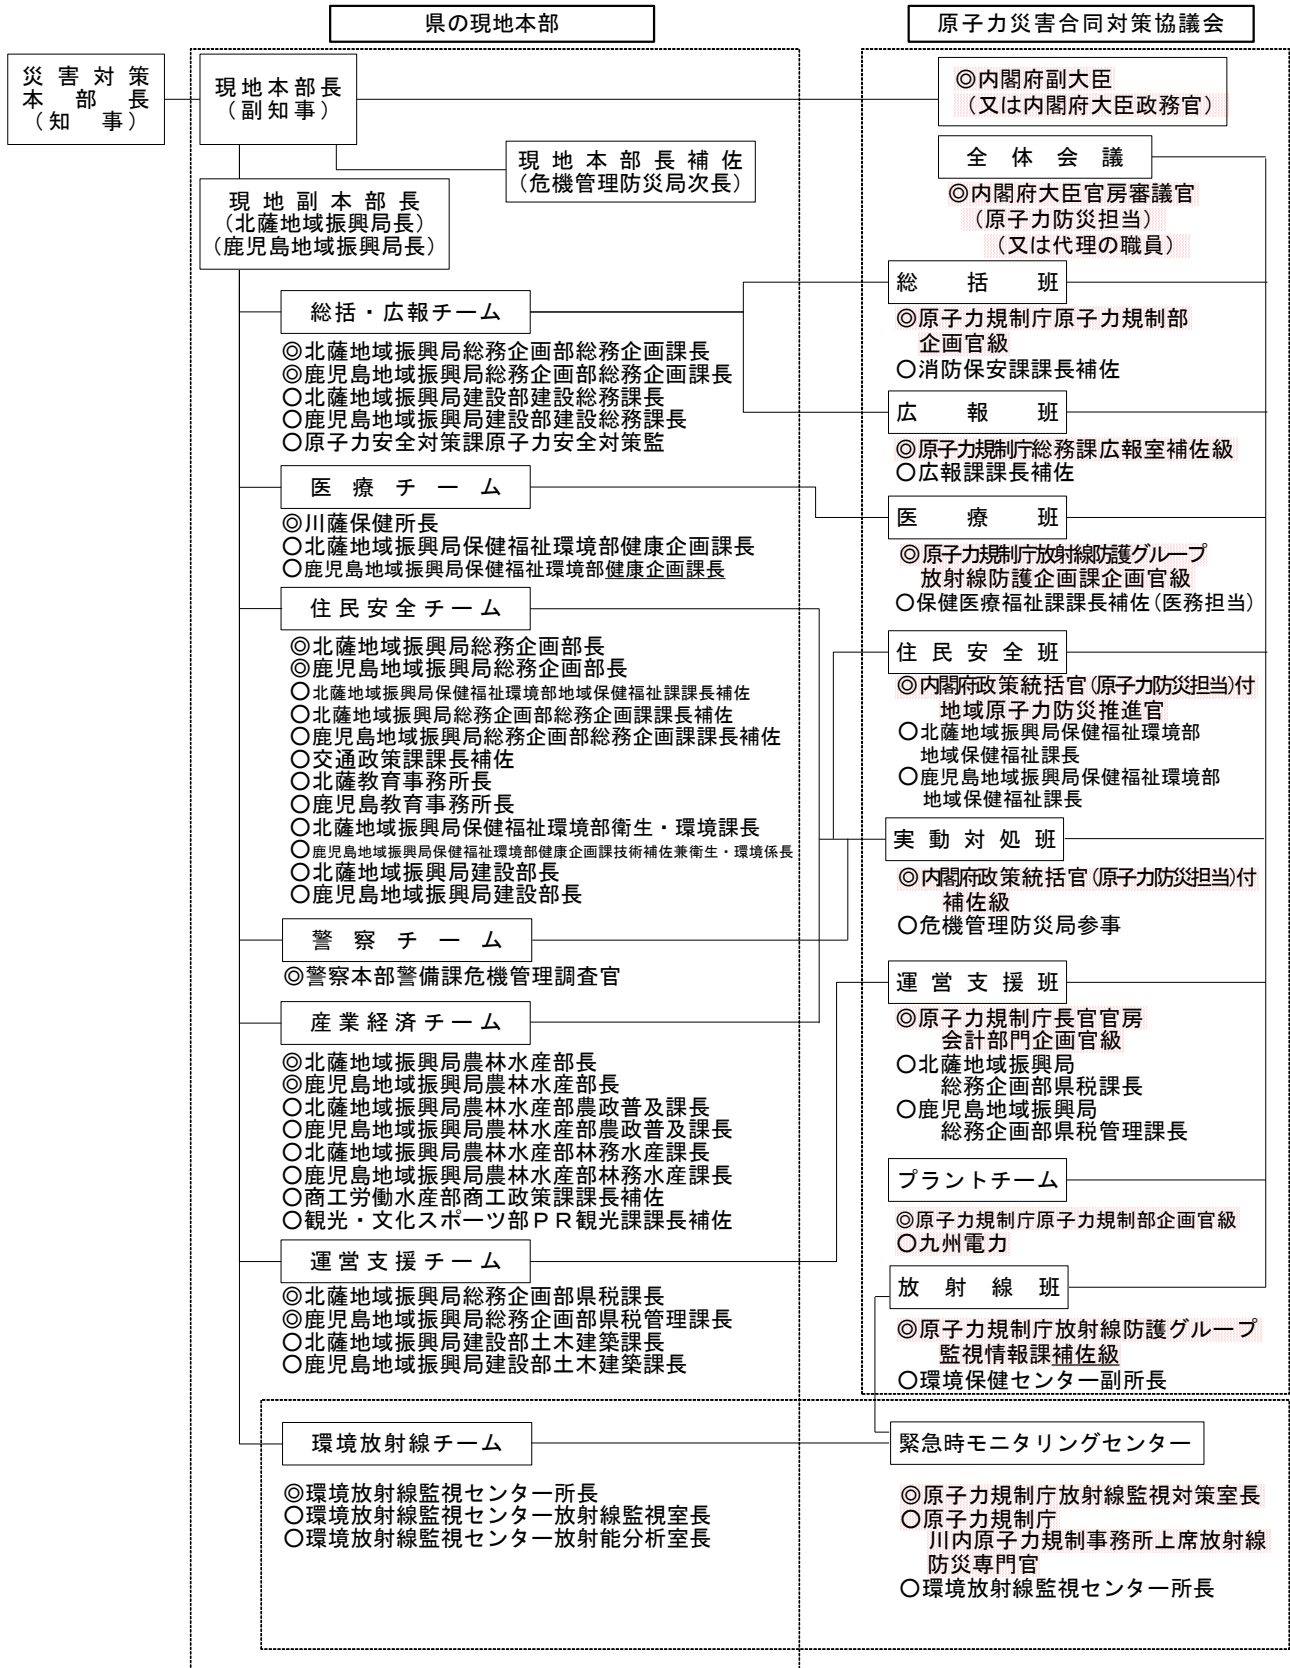 県の現地本部
原子力災害合同対策協議会
災害対策
本部長
(知事)
現地本部長
(副知事)
◎内閣府副大臣
(又は内閣府大臣政務官)
現地本部長補佐
(危機管理防災局次長)
現地副本部長
(北薩地域振興局長)
(鹿児島地域振興局長)
全体会議
◎内閣府大臣官房審議官
(原子力防災担当)
(又は代理の職員)
総括・広報チーム
◎北薩地域振興局総務企画部総務企画課長
◎鹿児島地域振興局総務企画部総務企画課長
○北薩地域振興局建設部建設総務課長
○鹿児島地域振興局建設部建設総務課長
○原子力安全対策課原子力安全対策監
医療チーム
◎川薩保健所長
○北薩地域振興局保健福祉環境部健康企画課長
○鹿児島地域振興局保健福祉環境部健康企画課長
住民安全チーム
◎北薩地域振興局総務企画部長
◎鹿児島地域振興局総務企画部長
○北薩地域振興局保健福祉環境部地域保健福祉課課長補佐
○北薩地域振興局総務企画部総務企画課課長補佐
○鹿児島地域振興局総務企画部総務企画課課長補佐
○交通政策課課長補佐
○北薩教育事務所長
○鹿児島教育事務所長
○北薩地域振興局保健福祉環境部衛生・環境課長
○鹿児島地域振興局保健福祉環境部健康企画課技術補佐兼衛生・環境係長
○北薩地域振興局建設部長
○鹿児島地域振興局建設部長
警察チーム
◎警察本部警備課危機管理調査官
産業経済チーム
◎北薩地域振興局農林水産部長
◎鹿児島地域振興局農林水産部長
○北薩地域振興局農林水産部農政普及課長
○鹿児島地域振興局農林水産部農政普及課長
○北薩地域振興局農林水産部林務水産課長
○鹿児島地域振興局農林水産部林務水産課長
○商工労働水産部商工政策課課長補佐
○観光・文化スポーツ部PR観光課課長補佐
運営支援チーム
◎北薩地域振興局総務企画部県税課長
◎鹿児島地域振興局総務企画部県税管理課長
○北薩地域振興局建設部土木建築課長
○鹿児島地域振興局建設部土木建築課長
環境放射線チーム
◎環境放射線監視センター所長
○環境放射線監視センター放射線監視室長
○環境放射線監視センター放射能分析室長
総括班
◎原子力規制庁原子力規制部
企画官級
○消防保安課課長補佐
広報班
◎原子力規制庁総務課広報室補佐級
○広報課課長補佐
医療班
◎原子力規制庁放射線防護グループ
放射線防護企画課企画官級
○保健医療福祉課課長補佐(医務担当)
住民安全班
◎内閣府政策統括官(原子力防災担当)付
地域原子力防災推進官
○北薩地域振興局保健福祉環境部
地域保健福祉課長
○鹿児島地域振興局保健福祉環境部
地域保健福祉課長
実動対処班
◎内閣府政策統括官(原子力防災担当)付
補佐級
○危機管理防災局参事
運営支援班
◎原子力規制庁長官官房
会計部門企画官級
○北薩地域振興局
総務企画部県税課長
○鹿児島地域振興局
総務企画部県税管理課長
プラントチーム
◎原子力規制庁原子力規制部企画官級
○九州電力
放射線班
◎原子力規制庁放射線防護グループ
監視情報課補佐級
○環境保健センター副所長
緊急時モニタリングセンター
◎原子力規制庁放射線監視対策室長
○原子力規制庁
川内原子力規制事務所上席放射線
防災専門官
○環境放射線監視センター所長